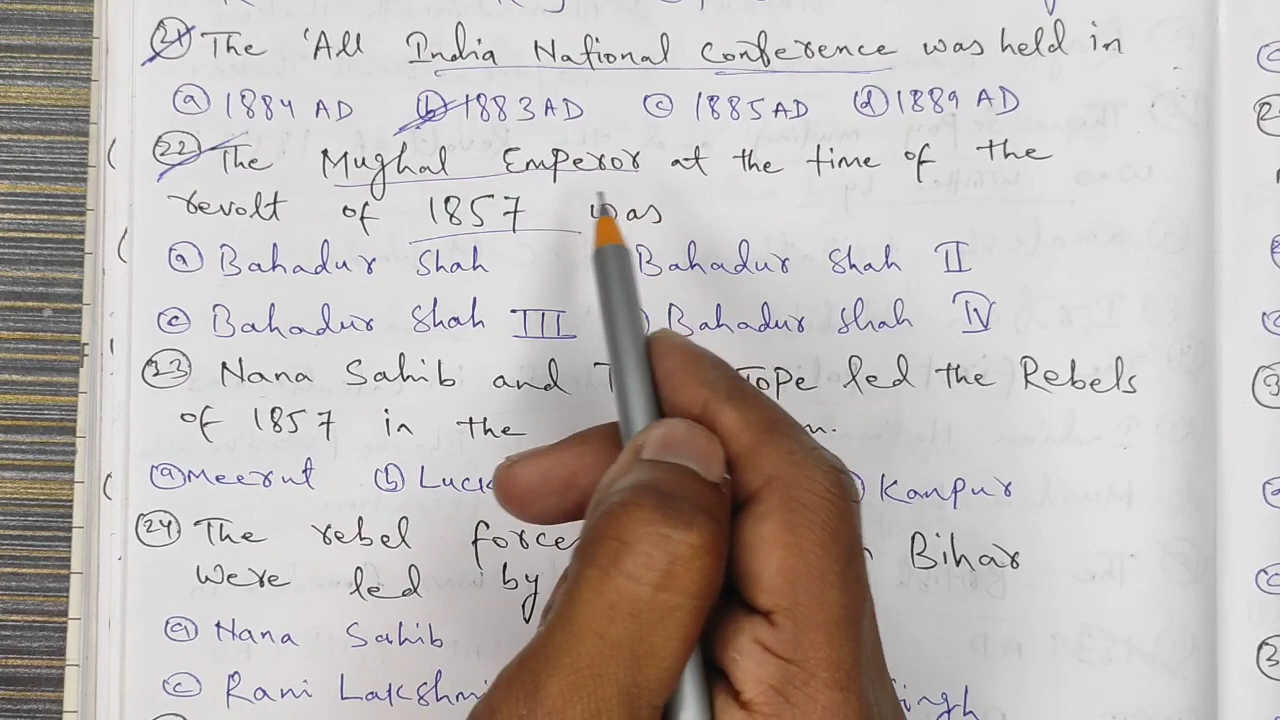 21 The 'All India National Conference was held in
a 1884 AD b 1883 AD c 1885 AD d 1889 AD
22 The Mughal Emperor at the time of the
revolt of 1857 was
a Bahadur Shah Bahadur Shah II
c Bahadur Shah III Bahadur Shah IV
23 Nana Sahib and Tope led the Rebels
of 1857 in the
a Meerut b Kanpur
24 The rebel Bihar
were led by
a Nana Sahib
c Rani